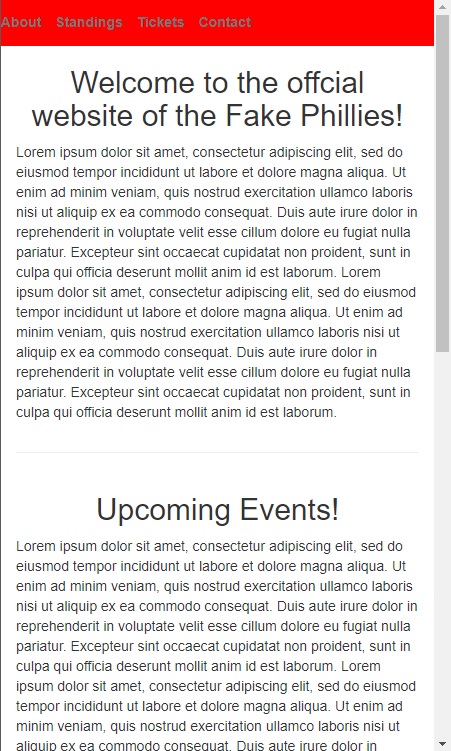 About Standings Tickets Contact
Welcome to the offcial
website of the Fake Phillies!
Lorem ipsum dolor sit amet, consectetur adipiscing elit, sed do
eiusmod tempor incididunt ut labore et dolore magna aliqua. Ut
enim ad minim veniam, quis nostrud exercitation ullamco laboris
nisi ut aliquip ex ea commodo consequat. Duis aute irure dolor in
reprehenderit in voluptate velit esse cillum dolore eu fugiat nulla
pariatur. Excepteur sint occaecat cupidatat non proident, sunt in
culpa qui officia deserunt mollit anim id est laborum. Lorem
ipsum dolor sit amet, consectetur adipiscing elit, sed do eiusmod
tempor incididunt ut labore et dolore magna aliqua. Ut enim ad
minim veniam, quis nostrud exercitation ullamco laboris nisi ut
aliquip ex ea commodo consequat. Duis aute irure dolor in
reprehenderit in voluptate velit esse cillum dolore eu fugiat nulla
pariatur. Excepteur sint occaecat cupidatat non proident, sunt in
culpa qui officia deserunt mollit anim id est laborum.
Upcoming Events!
Lorem ipsum dolor sit amet, consectetur adipiscing elit, sed do
eiusmod tempor incididunt ut labore et dolore magna aliqua. Ut
enim ad minim veniam, quis nostrud exercitation ullamco laboris
nisi ut aliquip ex ea commodo consequat. Duis aute irure dolor in
reprehenderit in voluptate velit esse cillum dolore eu fugiat nulla
pariatur. Excepteur sint occaecat cupidatat non proident, sunt in
culpa qui officia deserunt mollit anim id est laborum. Lorem
ipsum dolor sit amet, consectetur adipiscing elit, sed do eiusmod
tempor incididunt ut labore et dolore magna aliqua. Ut enim ad
minim veniam, quis nostrud exercitation ullamco laboris nisi ut
aliquip ex ea commodo consequat. Duis aute irure dolor in